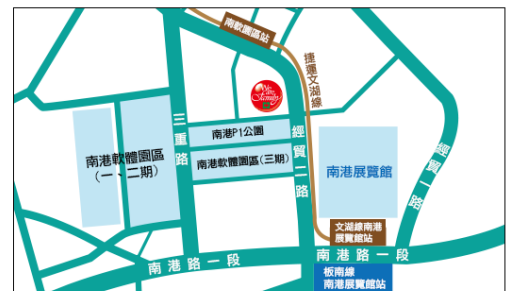 南軟園區站
捷運文湖線
Family
三重路
南港P1公園
經貿二路
南港軟體園區
(一、二期)
南港軟體園區(三期)
南港展覽館
經貿一路
文湖線南港
展覽館站
南港路一段
南港路一段
板南線
南港展覽館站